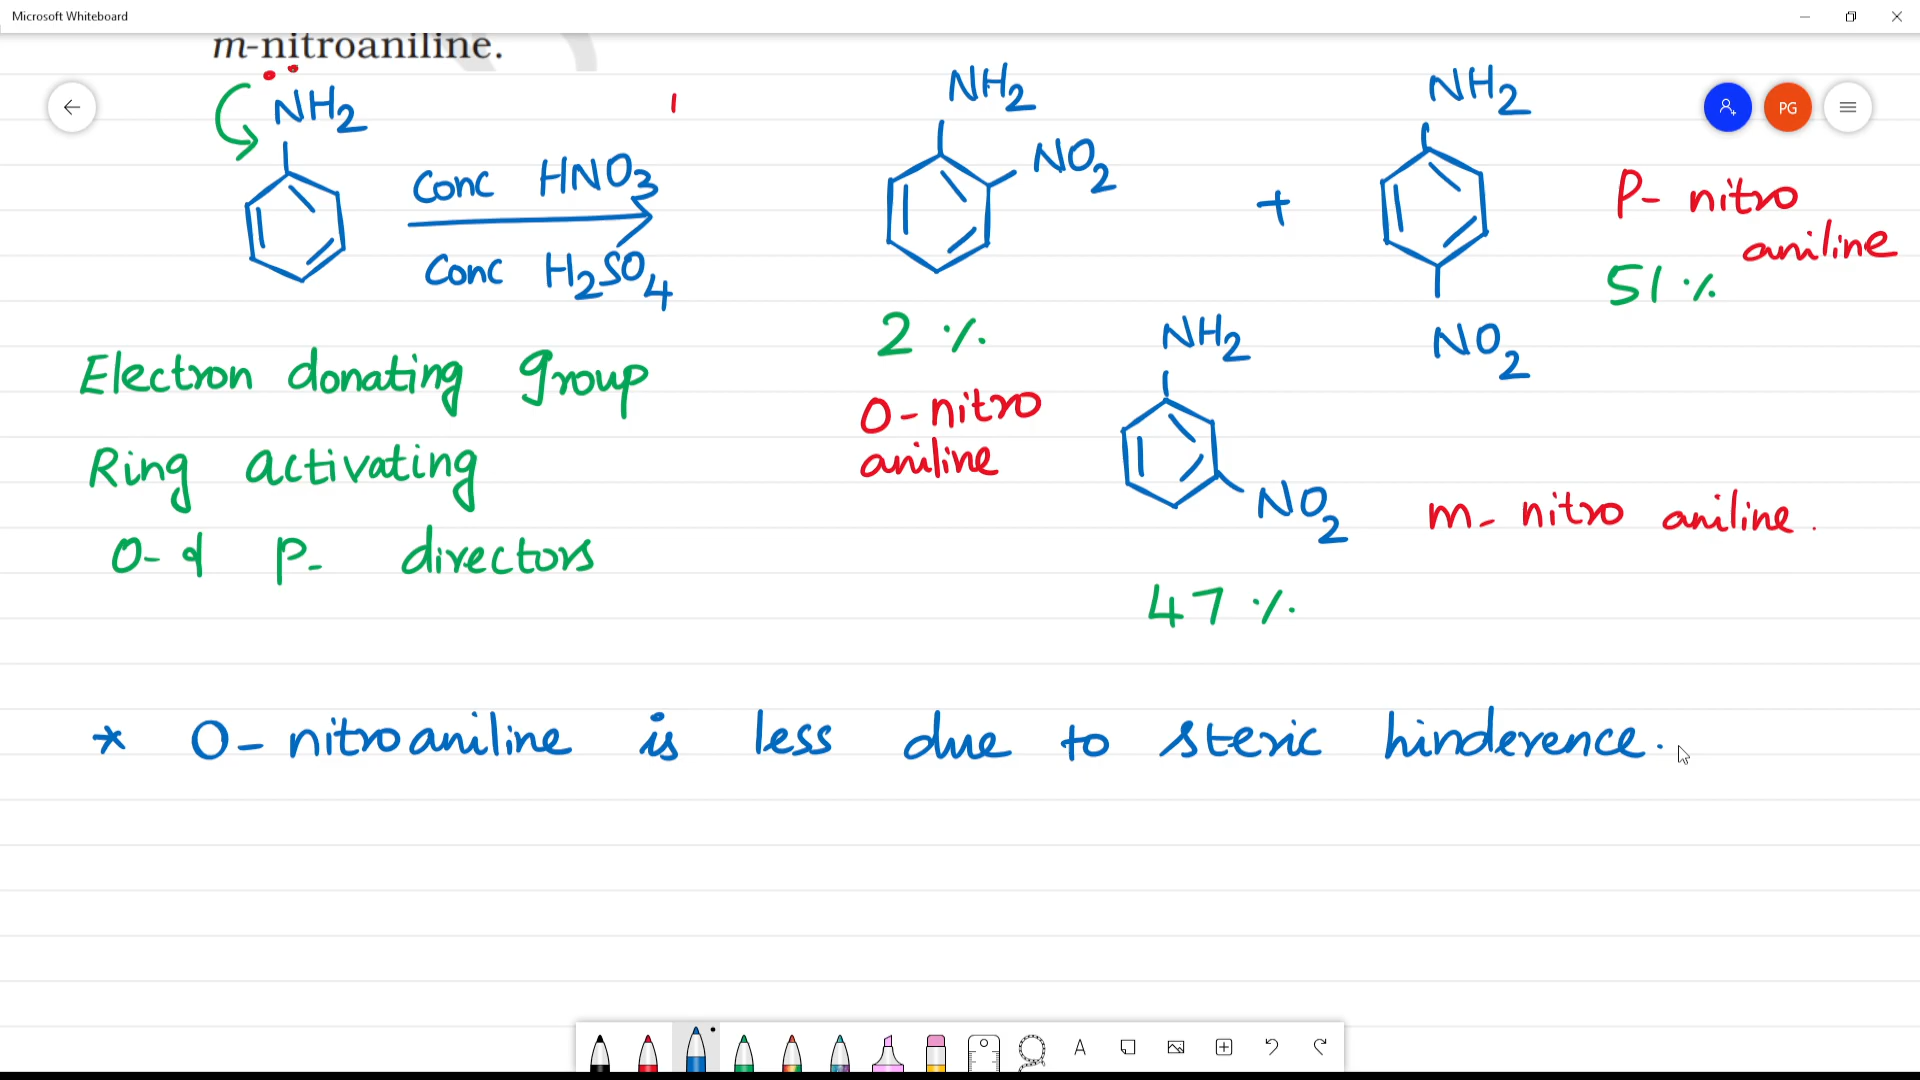 Microsoft Whiteboard
m-nitroaniline.
NH2
Conc HNO3
Conc H2SO4
NH2
NO2
+
NH2
NO2
P- nitro
aniline
51 %
2 %
O-nitro
aniline
NH2
NO2
m- nitro aniline.
47 %
Electron donating group
Ring activating
O- & P- directors
* O-nitroaniline is less due to steric hinderence.
PG
A